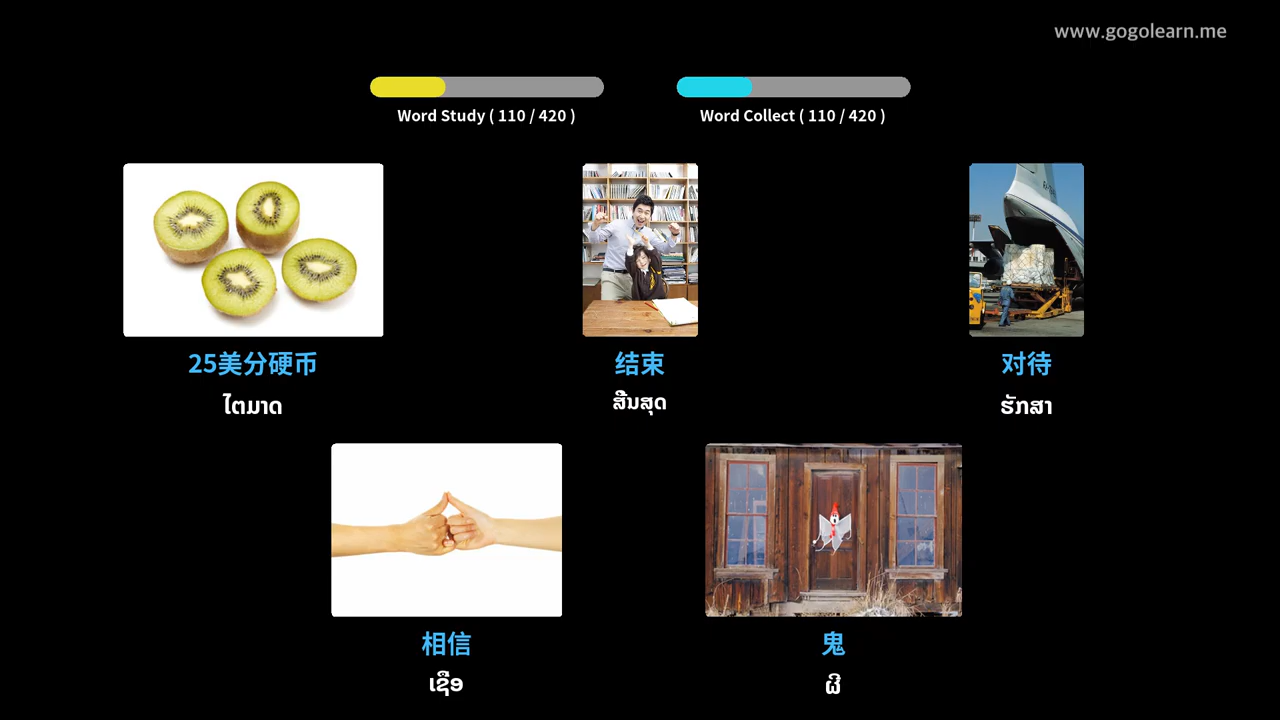 www.gogolearn.me
Word Study ( 110 / 420 )
Word Collect ( 110 / 420 )
25美分硬币
结束
对待
ໄຕມາດ
ສິ້ນສຸດ
ຮັກສາ
相信
鬼
ເຊື່ອ
ຜີ